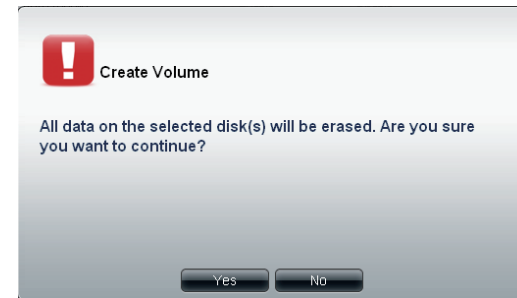 Create Volume
All data on the selected disk(s) will be erased. Are you sure
you want to continue?
Yes No